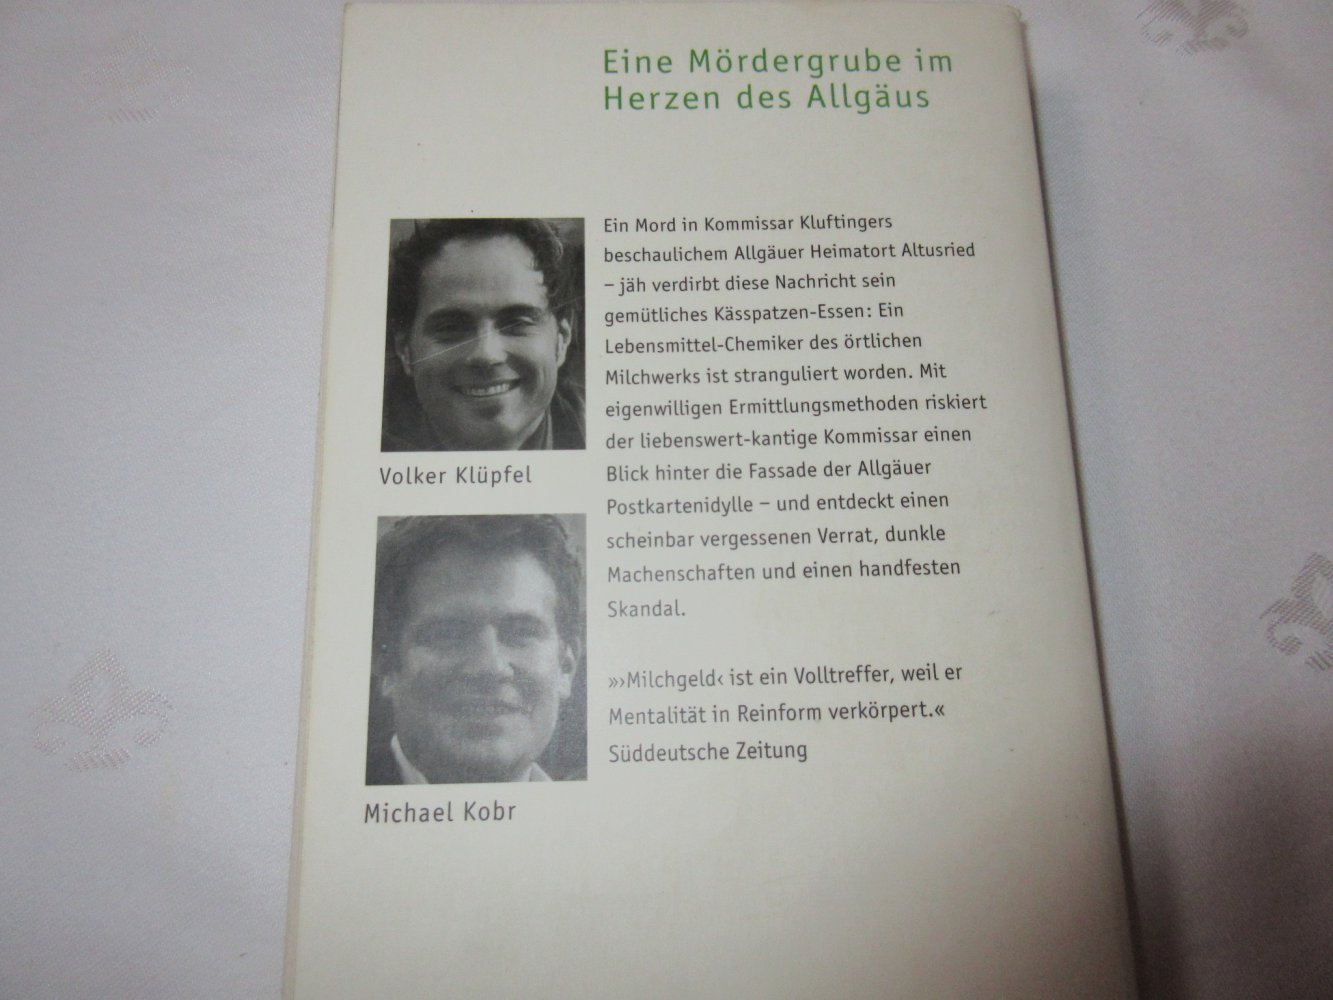 Eine Mördergrube im
Herzen des Allgäus
Ein Mord in Kommissar Kluftingers
beschaulichem Allgäuer Heimatort Altusried
– jäh verdirbt diese Nachricht sein
gemütliches Kässpatzen-Essen: Ein
Lebensmittel-Chemiker des örtlichen
Milchwerks ist stranguliert worden. Mit
eigenwilligen Ermittlungsmethoden riskiert
der liebenswert-kantige Kommissar einen
Blick hinter die Fassade der Allgäuer
Postkartenidylle – und entdeckt einen
scheinbar vergessenen Verrat, dunkle
Machenschaften und einen handfesten
Skandal.
»›Milchgeld‹ ist ein Volltreffer, weil er
Mentalität in Reinform verkörpert.«
Süddeutsche Zeitung
Volker Klüpfel
Michael Kobr